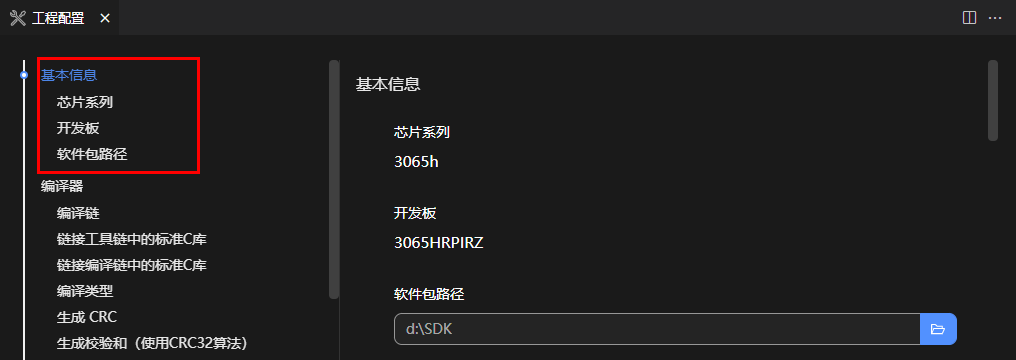 工程配置
基本信息
芯片系列
开发板
软件包路径
编译器
编译链
链接工具链中的标准C库
链接编译链中的标准C库
编译类型
生成 CRC
生成校验和（使用CRC32算法）
基本信息
芯片系列
3065h
开发板
3065HRPIRZ
软件包路径
d:\SDK